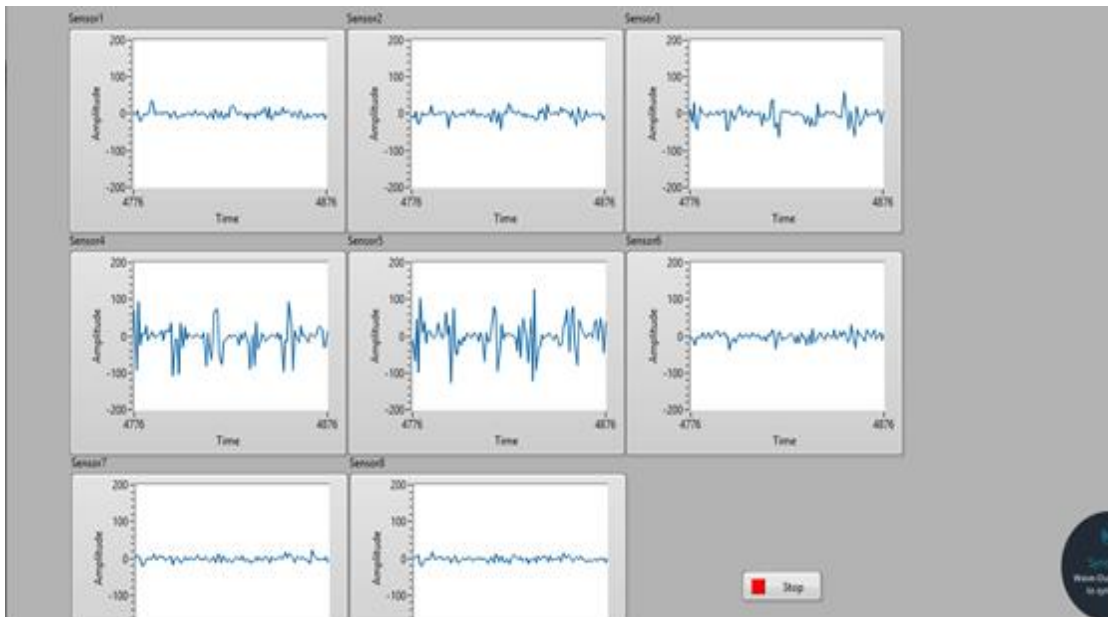 Sensor1
Sensor2
Sensor3
200
100
0
-100
-200
Amplitude
4776
4876
Time
200
100
0
-100
-200
Amplitude
4776
4876
Time
200
100
0
-100
-200
Amplitude
4776
4876
Time
Sensor4
Sensor5
Sensor6
200
100
0
-100
-200
Amplitude
4776
4876
Time
200
100
0
-100
-200
Amplitude
4776
4876
Time
200
100
0
-100
-200
Amplitude
4776
4876
Time
Sensor7
Sensor8
200
100
0
-100
Amplitude
200
100
0
-100
Amplitude
Stop